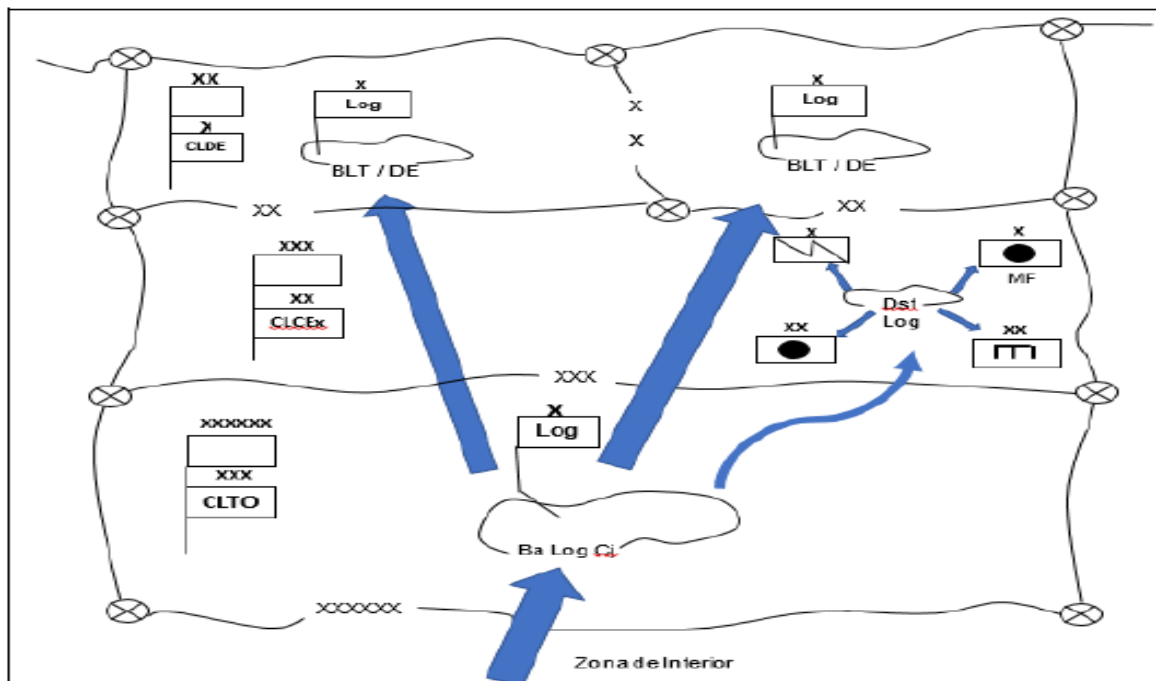 XX
X
CLDE
X
Log
BLT / DE
X
X
X
Log
BLT / DE
XX
XX
XXX
XX
CLCEx
X
X
MF
Dst
Log
XX
XX
XXX
X
Log
XXXXXX
XXX
CLTO
Ba Log Cj
XXXXXX
Zona de Interior